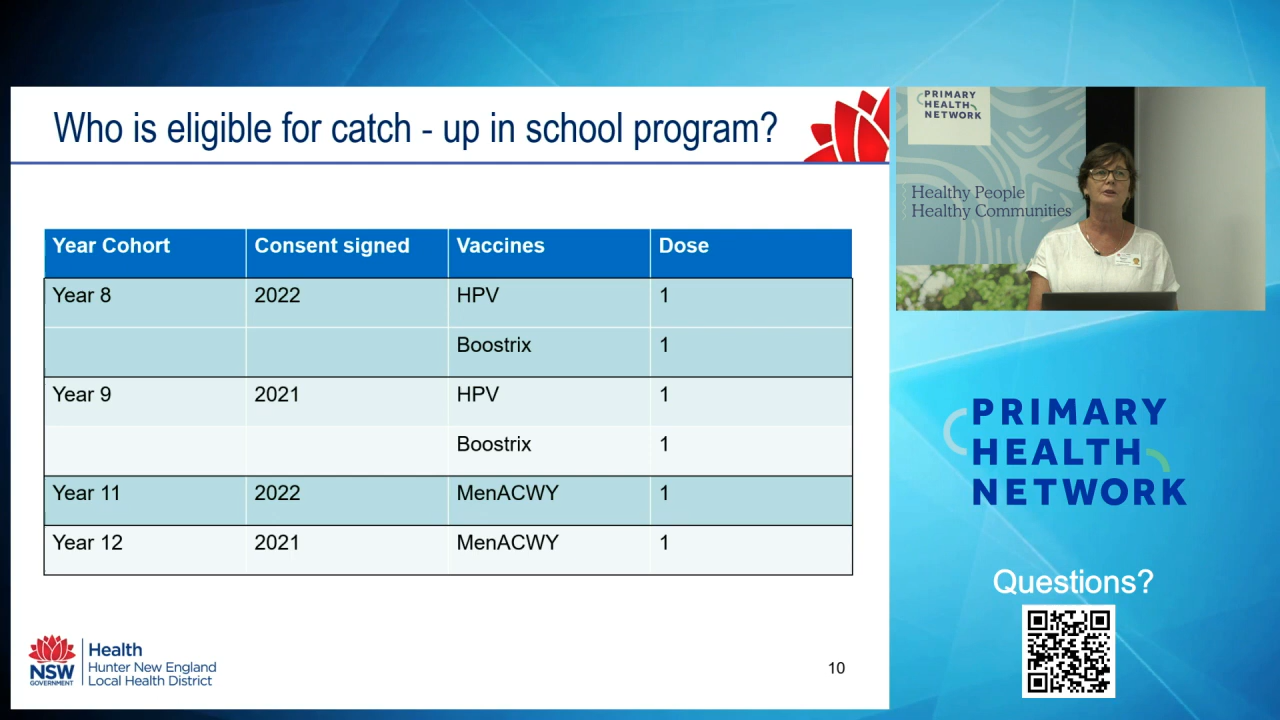 Who is eligible for catch - up in school program?
Year Cohort Consent signed Vaccines Dose
Year 8 2022 HPV 1
Boostrix 1
Year 9 2021 HPV 1
Boostrix 1
Year 11 2022 MenACWY 1
Year 12 2021 MenACWY 1
NSW
GOVERNMENT
Health
Hunter New England
Local Health District
10
PRIMARY
HEALTH
NETWORK
Healthy People
Healthy Communities
PRIMARY
HEALTH
NETWORK
Questions?